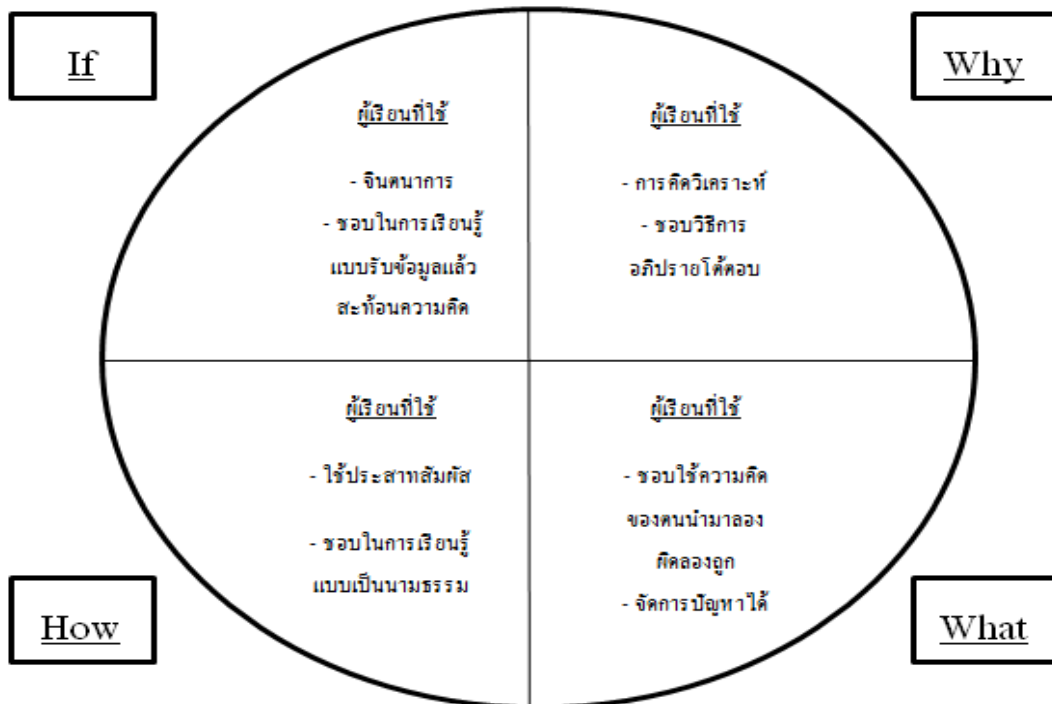 If
Why
ผู้เรียนที่ใช้
- จินตนาการ
- ชอบในการเรียนรู้
แบบรับข้อมูลแล้ว
สะท้อนความคิด
ผู้เรียนที่ใช้
- การคิดวิเคราะห์
- ชอบวิธีการ
อภิปรายโต้ตอบ
ผู้เรียนที่ใช้
- ใช้ประสาทสัมผัส
- ชอบในการเรียนรู้
แบบเป็นนามธรรม
ผู้เรียนที่ใช้
- ชอบใช้ความคิด
ของตนนำมาลอง
ผิดลองถูก
- จัดการปัญหาได้
How
What